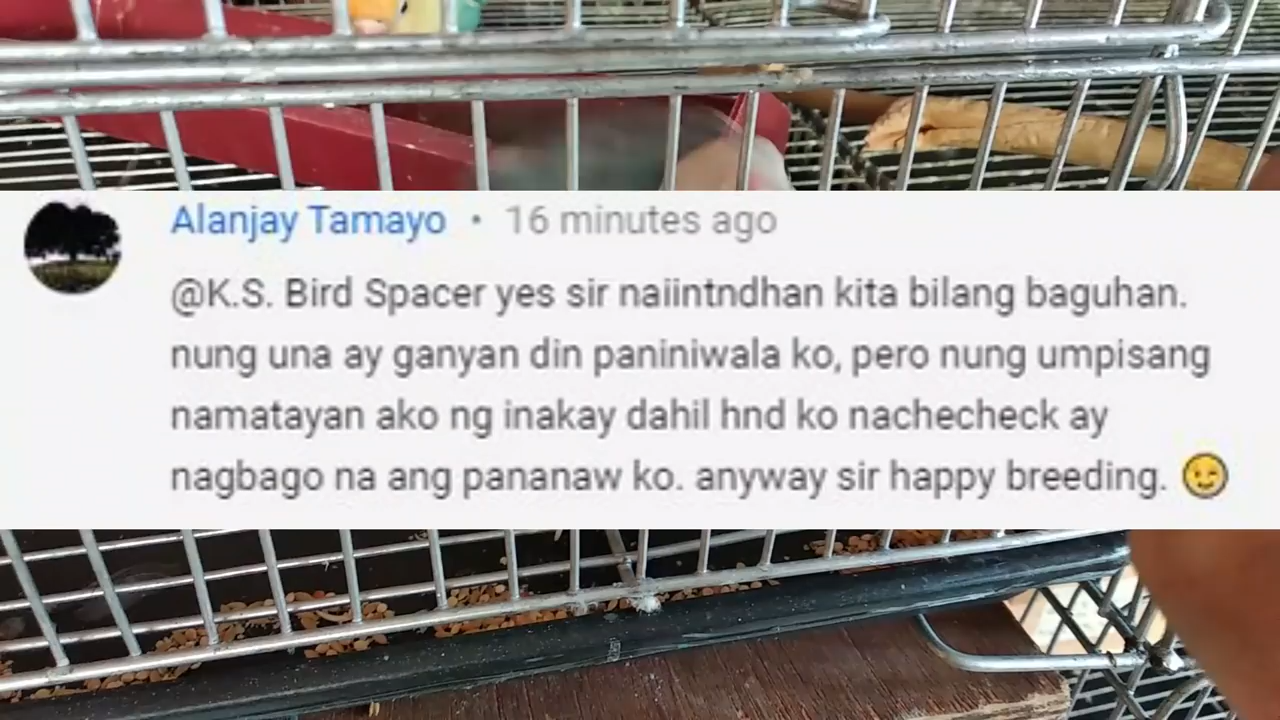 Alanjay Tamayo • 16 minutes ago
@K.S. Bird Spacer yes sir naiintndhan kita bilang baguhan.
nung una ay ganyan din paniniwala ko, pero nung umpisang
namatayan ako ng inakay dahil hnd ko nachecheck ay
nagbago na ang pananaw ko. anyway sir happy breeding. 😉